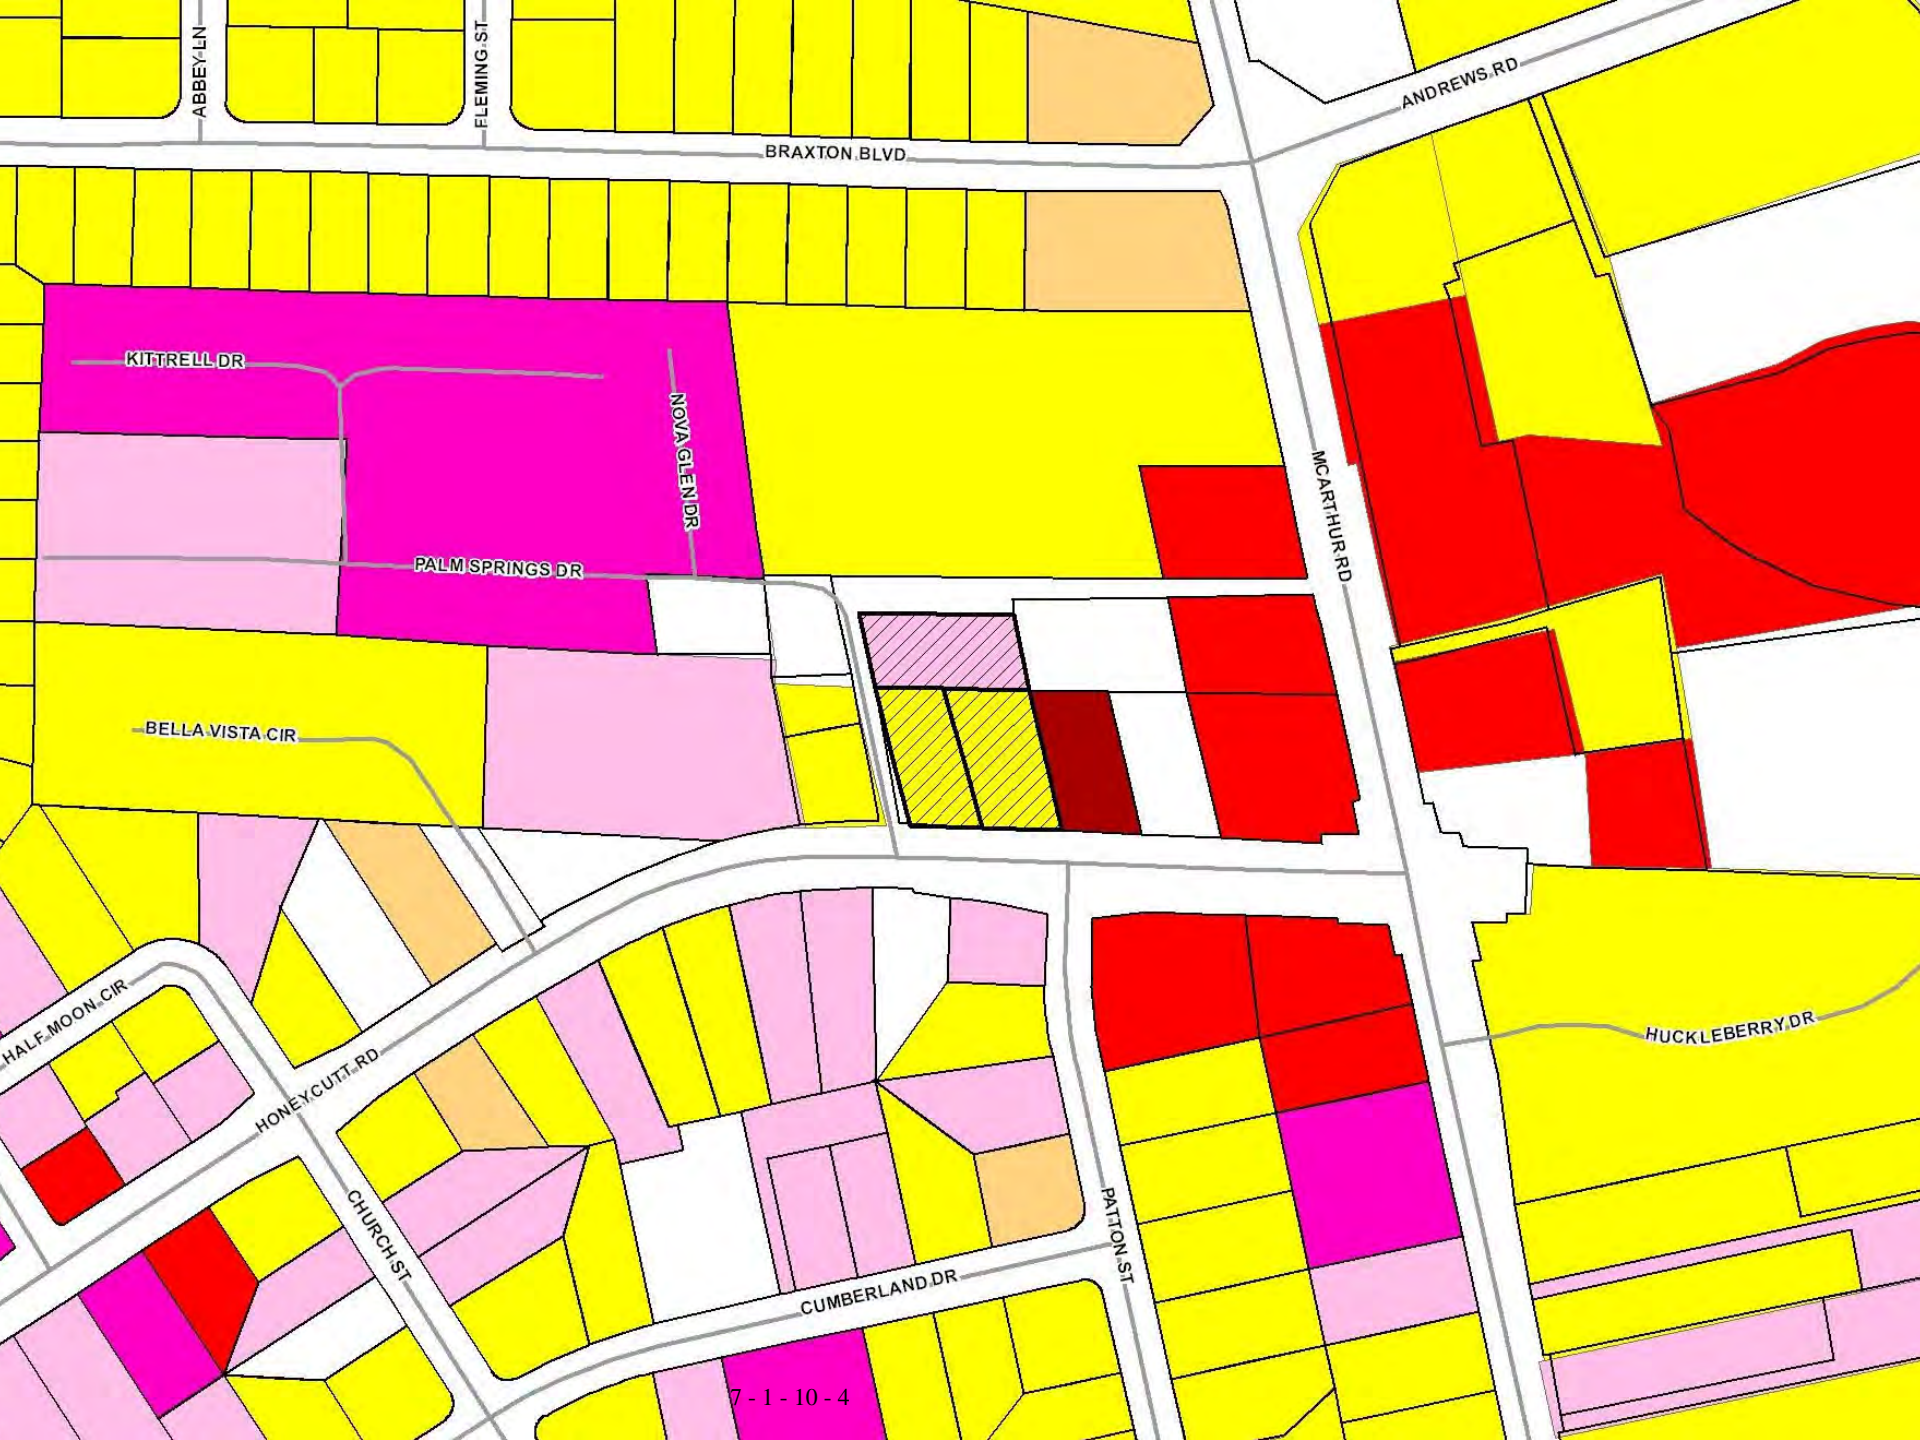 ABBEY LN
FLEMING ST
ANDREWS RD
BRAXTON BLVD
KITTRELL DR
NOVA GLEN DR
MCARTHUR RD
PALM SPRINGS DR
BELLA VISTA CIR
HALF MOON CIR
HUCKLEBERRY DR
HONEYCUTT RD
CHURCH ST
PATTON ST
CUMBERLAND DR
7 - 1 - 10 - 4